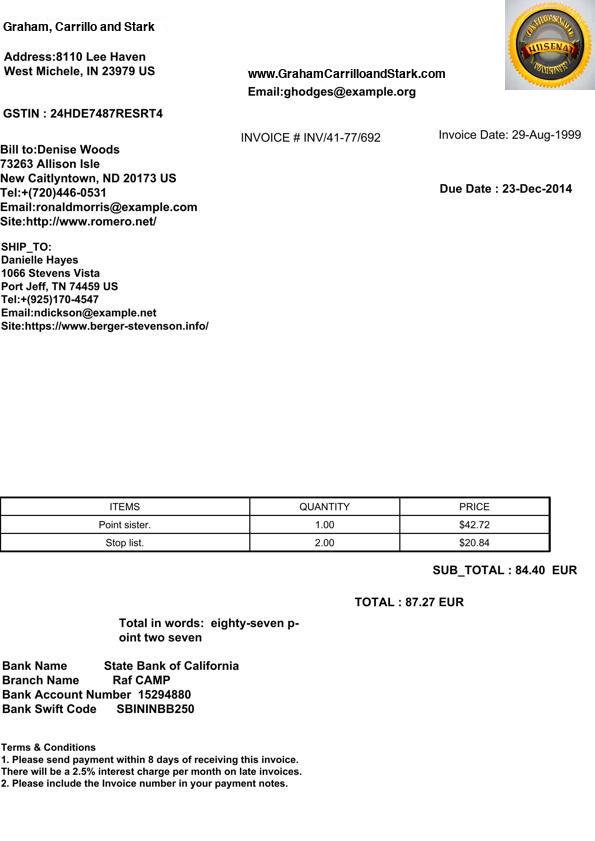 Graham, Carrillo and Stark
Address:8110 Lee Haven
West Michele, IN 23979 US
www.GrahamCarrilloandStark.com
Email:ghodges@example.org
HUSENAT
GSTIN : 24HDE7487RESRT4
INVOICE # INV/41-77/692
Invoice Date: 29-Aug-1999
Due Date : 23-Dec-2014
Bill to:Denise Woods
73263 Allison Isle
New Caitlyntown, ND 20173 US
Tel:+(720)446-0531
Email:ronaldmorris@example.com
Site:http://www.romero.net/
SHIP_TO:
Danielle Hayes
1066 Stevens Vista
Port Jeff, TN 74459 US
Tel:+(925)170-4547
Email:ndickson@example.net
Site:https://www.berger-stevenson.info/
ITEMS QUANTITY PRICE
Point sister. 1.00 $42.72
Stop list. 2.00 $20.84
SUB_TOTAL : 84.40 EUR
TOTAL : 87.27 EUR
Total in words: eighty-seven p-
oint two seven
Bank Name State Bank of California
Branch Name Raf CAMP
Bank Account Number 15294880
Bank Swift Code SBININBB250
Terms & Conditions
1. Please send payment within 8 days of receiving this invoice.
There will be a 2.5% interest charge per month on late invoices.
2. Please include the Invoice number in your payment notes.